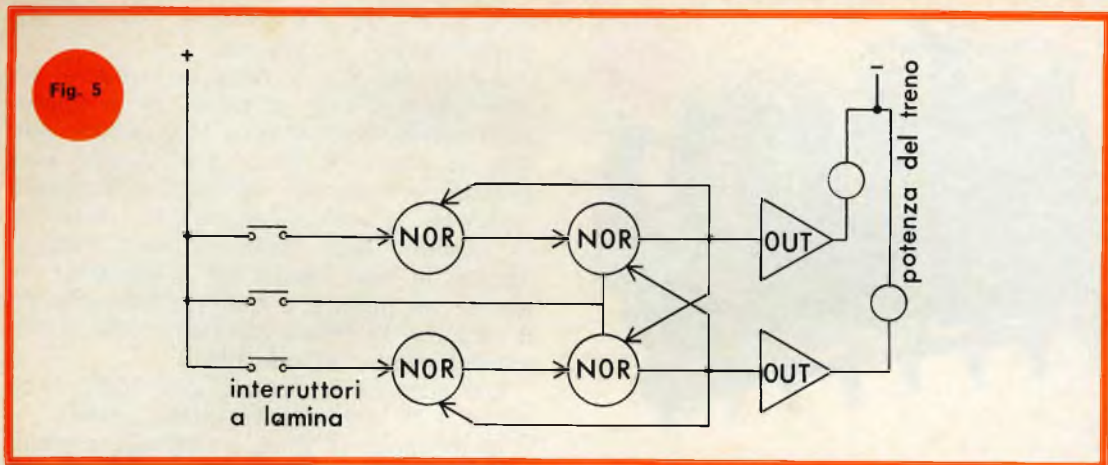 Fig. 5
+
−
potenza del treno
NOR
NOR
OUT
NOR
NOR
OUT
interruttori
a lamina